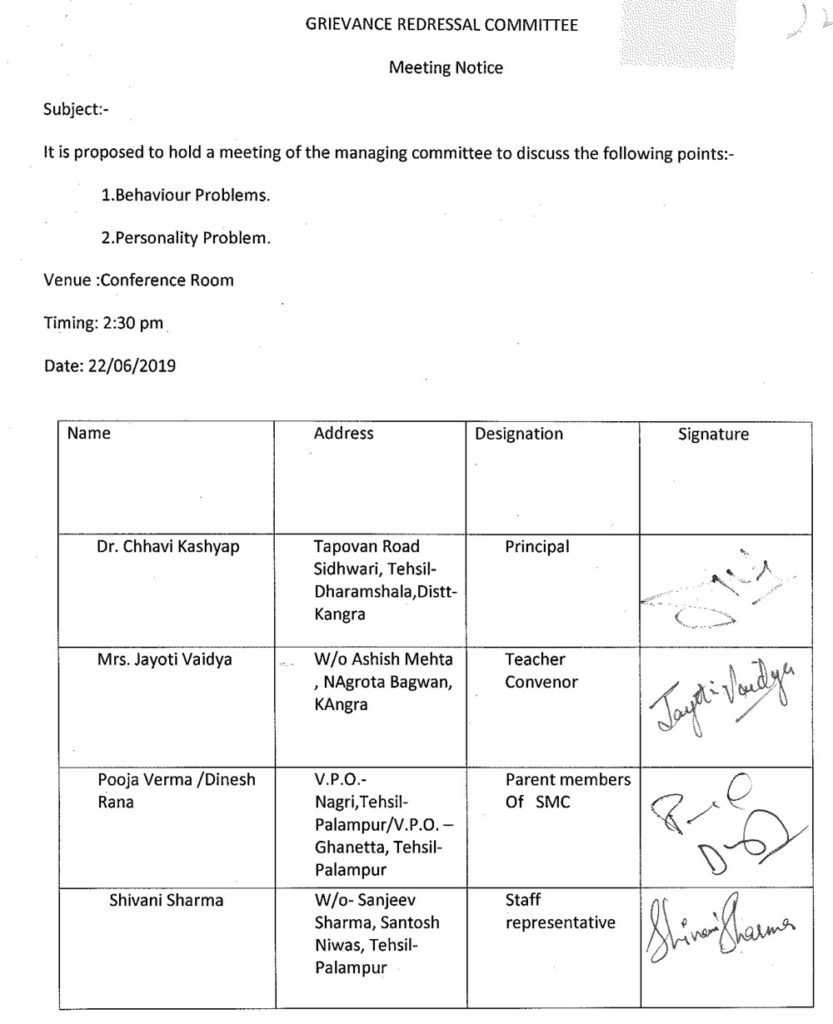 GRIEVANCE REDRESSAL COMMITTEE
Meeting Notice
Subject:-
It is proposed to hold a meeting of the managing committee to discuss the following points:-
1.Behaviour Problems.
2.Personality Problem.
Venue :Conference Room
Timing: 2:30 pm
Date: 22/06/2019
Name Address Designation Signature
Dr. Chhavi Kashyap Tapovan Road Principal
Sidhwari, Tehsil-
Dharamshala,Distt-
Kangra
Mrs. Jayoti Vaidya W/o Ashish Mehta Teacher
, NAgrota Bagwan, Convenor
KAngra
Jayoti Vaidya
Pooja Verma /Dinesh V.P.O.- Parent members
Rana Nagri,Tehsil- Of SMC
Palampur/V.P.O. –
Ghanetta, Tehsil-
Palampur
Shivani Sharma W/o- Sanjeev Staff
Sharma, Santosh representative
Niwas, Tehsil-
Palampur
Shivani Sharma